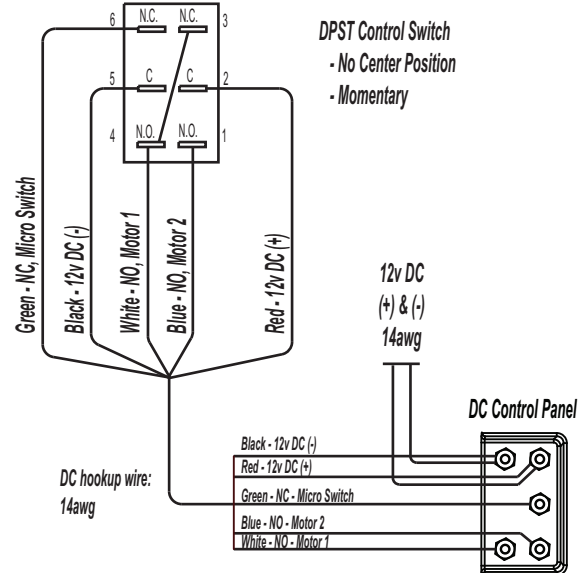 6 N.C. N.C. 3
5 C C 2
4 N.O. N.O. 1
DPST Control Switch
- No Center Position
- Momentary
Green - NC, Micro Switch
Black - 12v DC (-)
White - NO, Motor 1
Blue - NO, Motor 2
Red - 12v DC (+)
12v DC
(+) & (-)
14awg
DC Control Panel
DC hookup wire:
14awg
Black - 12v DC (-)
Red - 12v DC (+)
Green - NC - Micro Switch
Blue - NO - Motor 2
White - NO - Motor 1